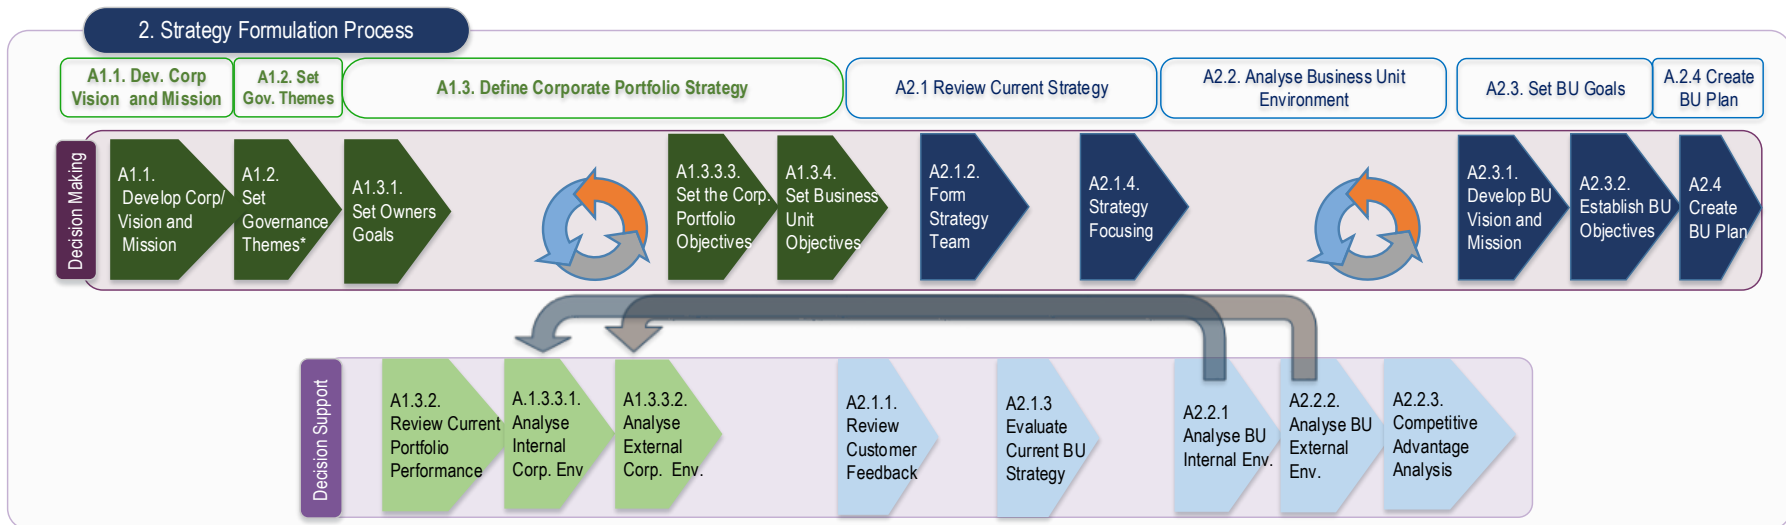 2. Strategy Formulation Process
A1.1. Dev. Corp
Vision and Mission
A1.2. Set
Gov. Themes
A1.3. Define Corporate Portfolio Strategy
A2.1 Review Current Strategy
A2.2. Analyse Business Unit
Environment
A2.3. Set BU Goals
A.2.4 Create
BU Plan
Decision Making
A1.1.
Develop Corp/
Vision and
Mission
A1.2.
Set
Governance
Themes*
A1.3.1.
Set Owners
Goals
A1.3.3.3.
Set the Corp.
Portfolio
Objectives
A1.3.4.
Set Business
Unit
Objectives
A2.1.2.
Form
Strategy
Team
A2.1.4.
Strategy
Focusing
A2.3.1.
Develop BU
Vision and
Mission
A2.3.2.
Establish BU
Objectives
A2.4
Create
BU Plan
Decision Support
A1.3.2.
Review Current
Portfolio
Performance
A.1.3.3.1.
Analyse
Internal
Corp. Env
A1.3.3.2.
Analyse
External
Corp. Env.
A2.1.1.
Review
Customer
Feedback
A2.1.3
Evaluate
Current BU
Strategy
A2.2.1
Analyse BU
Internal Env.
A2.2.2.
Analyse BU
External
Env.
A2.2.3.
Competitive
Advantage
Analysis